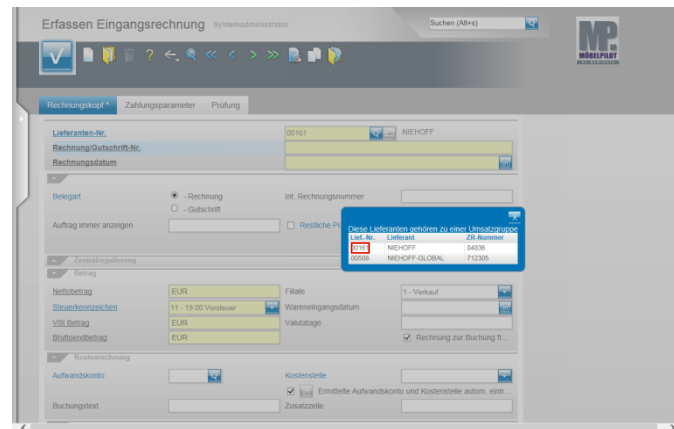 Erfassen Eingangsrechnung Systemadministrator Suchen (Alt+s)
MP
MÖBELPILOT
Rechnungskopf * Zahlungsparameter Prüfung
Lieferanten-Nr. 00161 NIEHOFF
Rechnung/Gutschrift-Nr.
Rechnungsdatum
Belegart - Rechnung Int. Rechnungsnummer
- Gutschrift
Auftrag immer anzeigen Restliche Po
Diese Lieferanten gehören zu einer Umsatzgruppe
Lief.-Nr. Lieferant ZR-Nummer
00161 NIEHOFF 04836
00508 NIEHOFF-GLOBAL 712305
Zentralregulierung
Betrag
Nettobetrag EUR Filiale 1 - Verkauf
Steuerkennzeichen 11 - 19,00 Vorsteuer Wareneingangsdatum
VSt Betrag EUR Valutatage
Bruttoendbetrag EUR Rechnung zur Buchung fr...
Kostenrechnung
Aufwandskonto Kostenstelle
Ermittelte Aufwandskonto und Kostenstelle autom. eintr...
Buchungstext Zusatzzeile